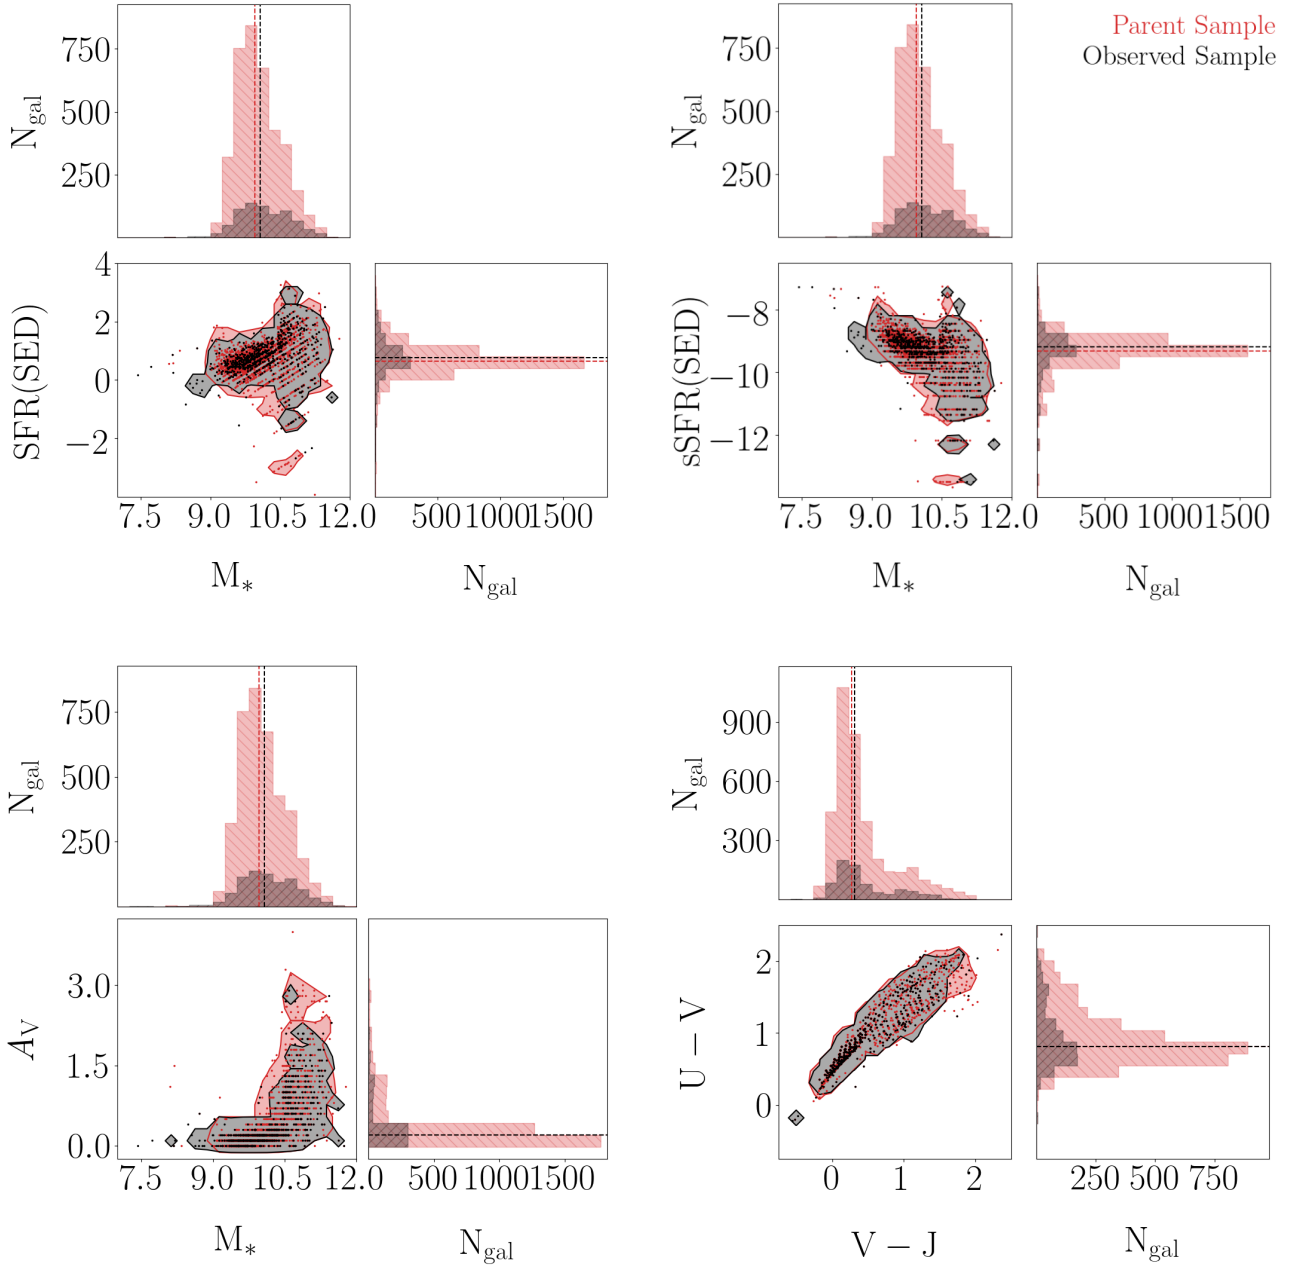 Parent Sample
Observed Sample
N_gal
750
500
250
N_gal
750
500
250
SFR(SED)
4
2
0
−2
7.5 9.0 10.5 12.0
500 1000 1500
M_*
N_gal
sSFR(SED)
−8
−10
−12
7.5 9.0 10.5 12.0
500 1000 1500
M_*
N_gal
N_gal
750
500
250
N_gal
900
600
300
A_V
3.0
1.5
0.0
7.5 9.0 10.5 12.0
500 1000 1500
M_*
N_gal
U − V
2
1
0
0 1 2
250 500 750
V − J
N_gal